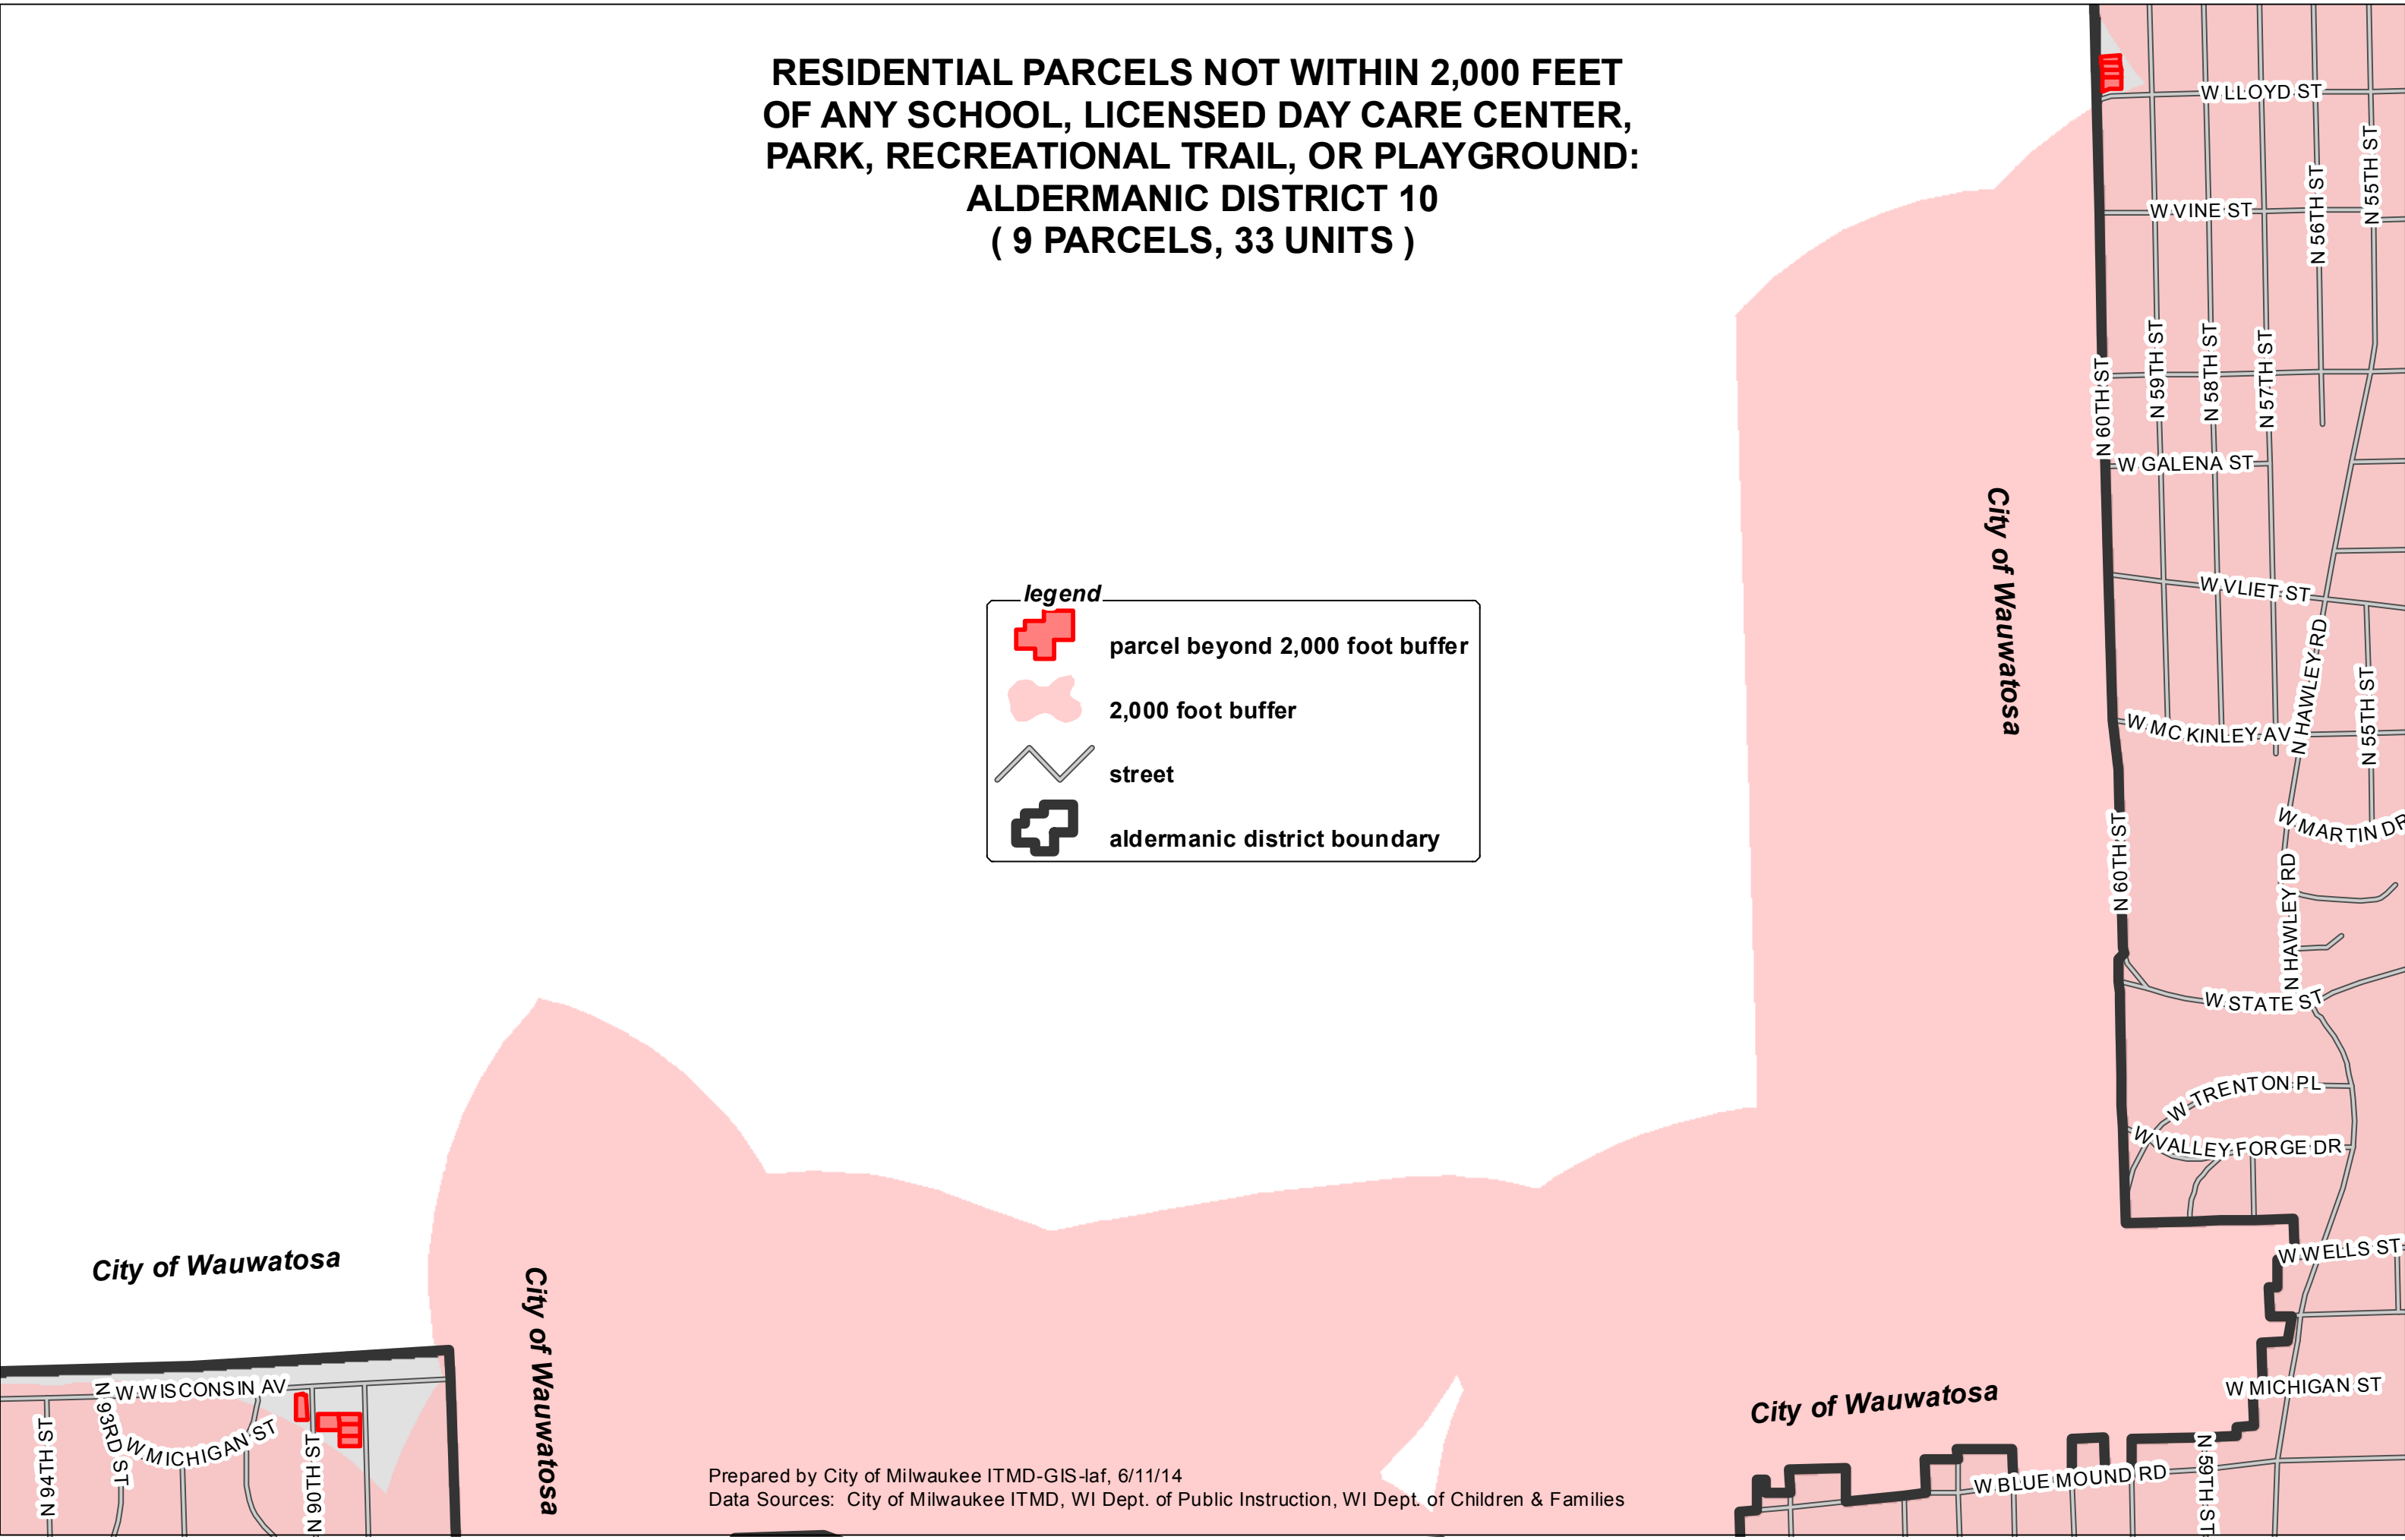 RESIDENTIAL PARCELS NOT WITHIN 2,000 FEET
OF ANY SCHOOL, LICENSED DAY CARE CENTER,
PARK, RECREATIONAL TRAIL, OR PLAYGROUND:
ALDERMANIC DISTRICT 10
( 9 PARCELS, 33 UNITS )
W LLOYD ST
N 55TH ST
N 56TH ST
W VINE ST
N 60TH ST
N 59TH ST
N 58TH ST
N 57TH ST
W GALENA ST
City of Wauwatosa
legend
parcel beyond 2,000 foot buffer
2,000 foot buffer
street
aldermanic district boundary
W VLIET ST
N HAWLEY RD
N 55TH ST
W MC KINLEY AV
W MARTIN DR
N 60TH ST
N HAWLEY RD
W STATE ST
W TRENTON PL
W VALLEY FORGE DR
W WELLS ST
City of Wauwatosa
City of Wauwatosa
W WISCONSIN AV
N 93RD ST
N 94TH ST
W MICHIGAN ST
N 90TH ST
W MICHIGAN ST
City of Wauwatosa
W BLUE MOUND RD
N 59TH ST
Prepared by City of Milwaukee ITMD-GIS-laf, 6/11/14
Data Sources:  City of Milwaukee ITMD, WI Dept. of Public Instruction, WI Dept. of Children & Families